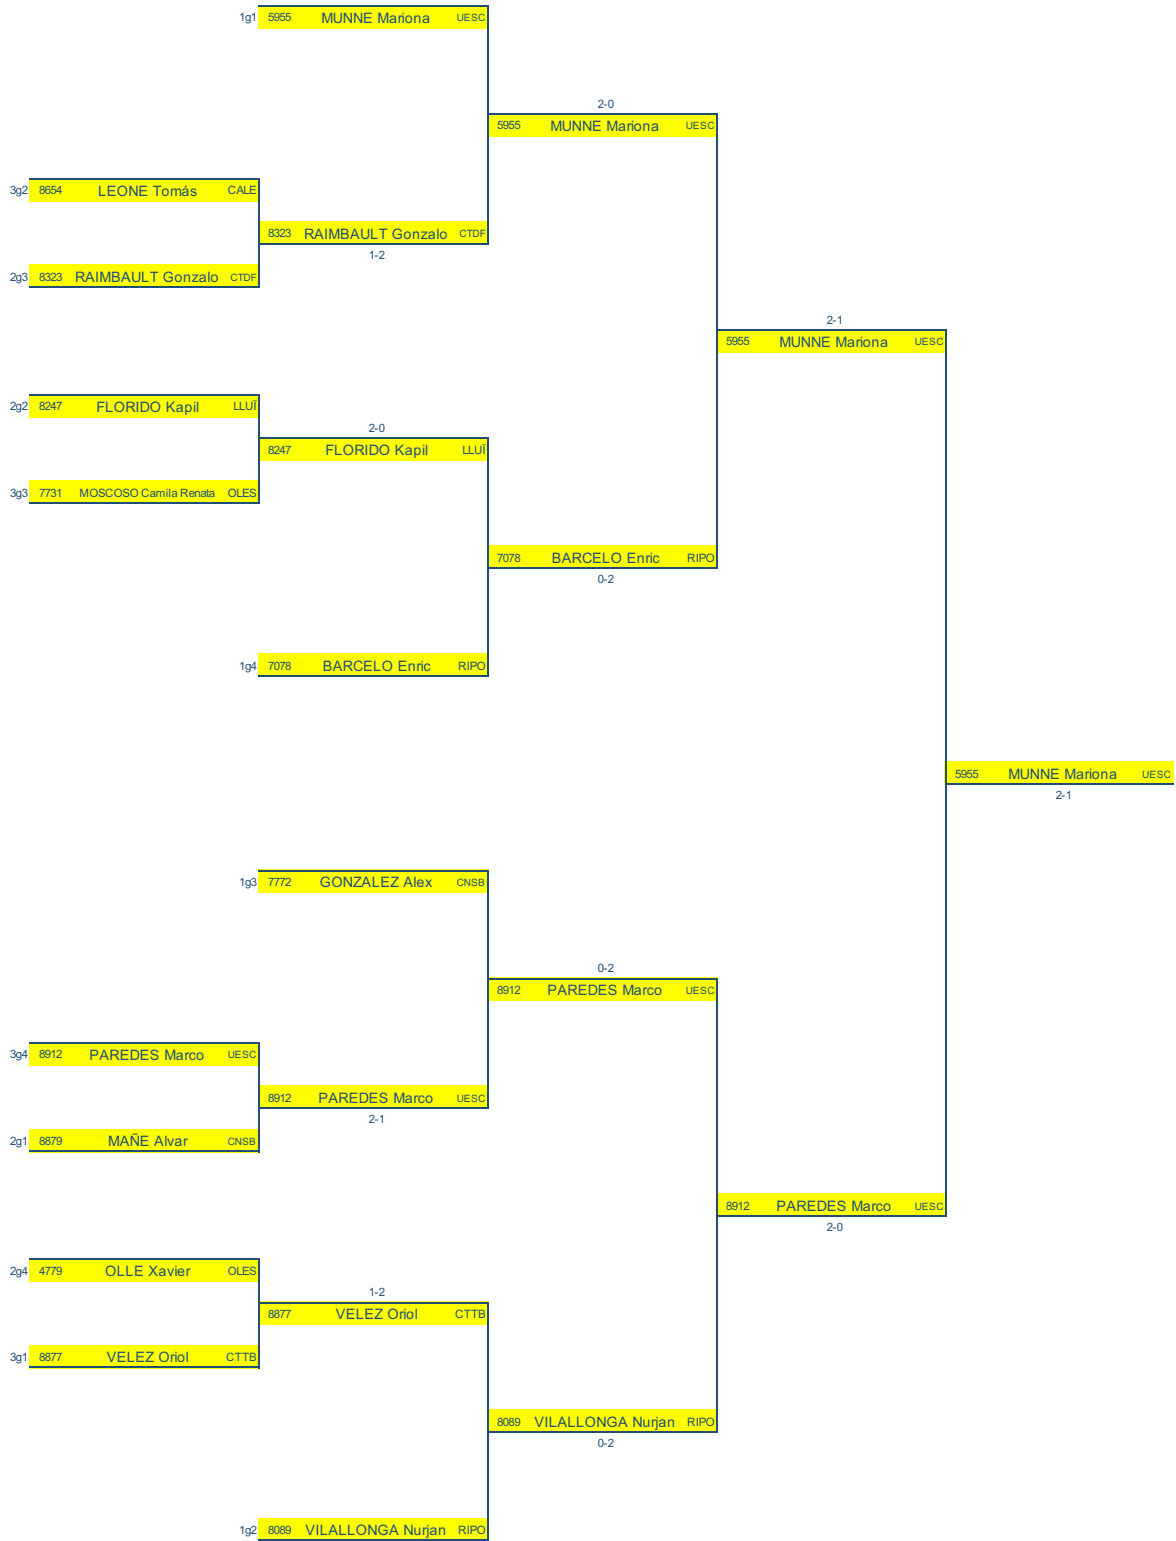 1g1 5955 MUNNE Mariona UESC
2-0
5955 MUNNE Mariona UESC
3g2 8654 LEONE Tomás CALE
8323 RAIMBAULT Gonzalo CTDF
1-2
2g3 8323 RAIMBAULT Gonzalo CTDF
2-1
5955 MUNNE Mariona UESC
2g2 8247 FLORIDO Kapil LLUÏ
2-0
8247 FLORIDO Kapil LLUÏ
3g3 7731 MOSCOSO Camila Renata OLES
7078 BARCELO Enric RIPO
0-2
1g4 7078 BARCELO Enric RIPO
5955 MUNNE Mariona UESC
2-1
1g3 7772 GONZALEZ Alex CNSB
0-2
8912 PAREDES Marco UESC
3g4 8912 PAREDES Marco UESC
8912 PAREDES Marco UESC
2-1
2g1 8879 MAÑE Alvar CNSB
8912 PAREDES Marco UESC
2-0
2g4 4779 OLLE Xavier OLES
1-2
8877 VELEZ Oriol CTTB
3g1 8877 VELEZ Oriol CTTB
8089 VILALLONGA Nurjan RIPO
0-2
1g2 8089 VILALLONGA Nurjan RIPO